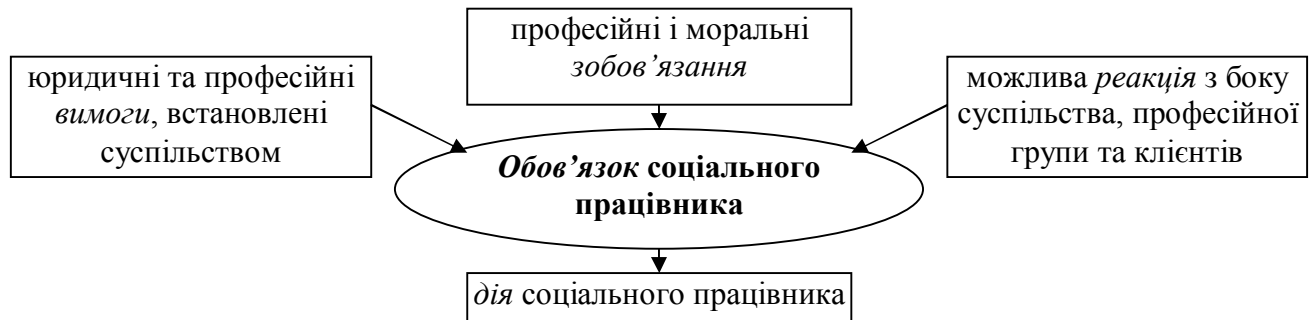 професійні і моральні
зобов’язання
юридичні та професійні
вимоги, встановлені
суспільством
можлива реакція з боку
суспільства, професійної
групи та клієнтів
Обов’язок соціального
працівника
дія соціального працівника